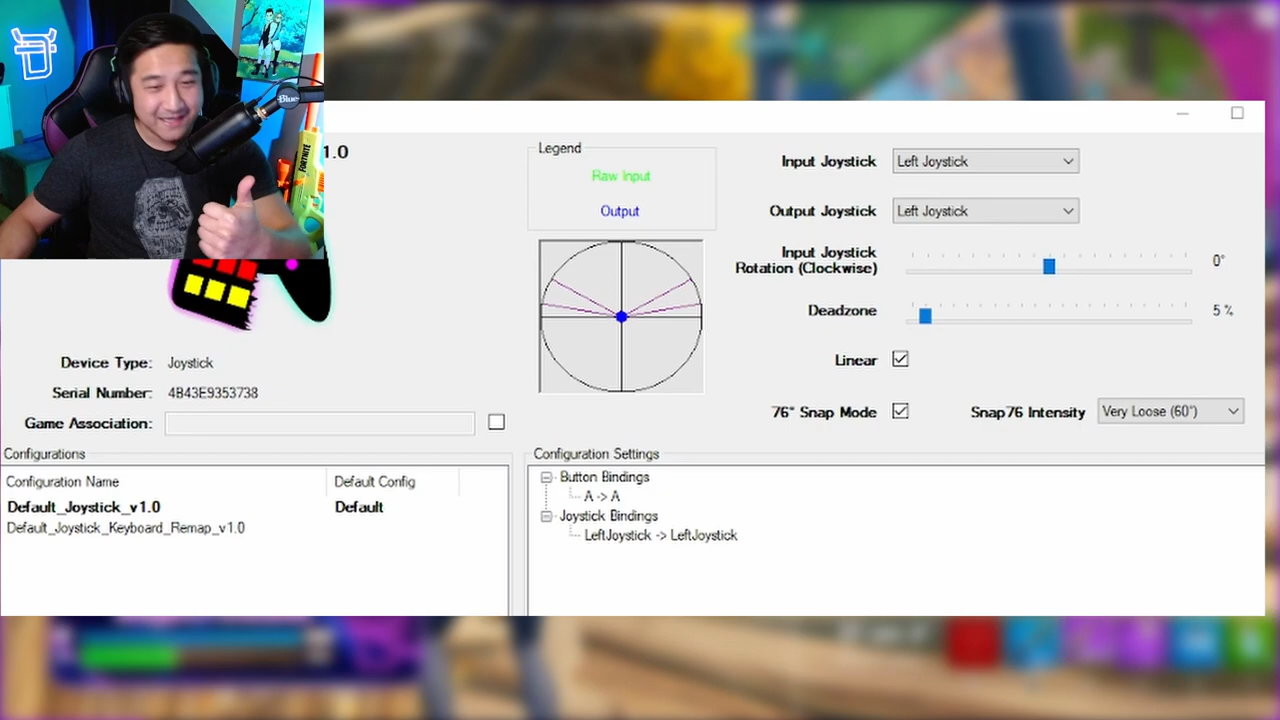 Blue
FORTNITE
1.0
Legend
Raw Input
Output
Input Joystick
Left Joystick
Output Joystick
Left Joystick
Input Joystick
Rotation (Clockwise)
0°
Deadzone
5 %
Linear
76° Snap Mode
Snap76 Intensity
Very Loose (60°)
Device Type:
Joystick
Serial Number:
4B43E9353738
Game Association:
Configurations
Configuration Name
Default Config
Default_Joystick_v1.0
Default
Default_Joystick_Keyboard_Remap_v1.0
Configuration Settings
Button Bindings
A -> A
Joystick Bindings
LeftJoystick -> LeftJoystick